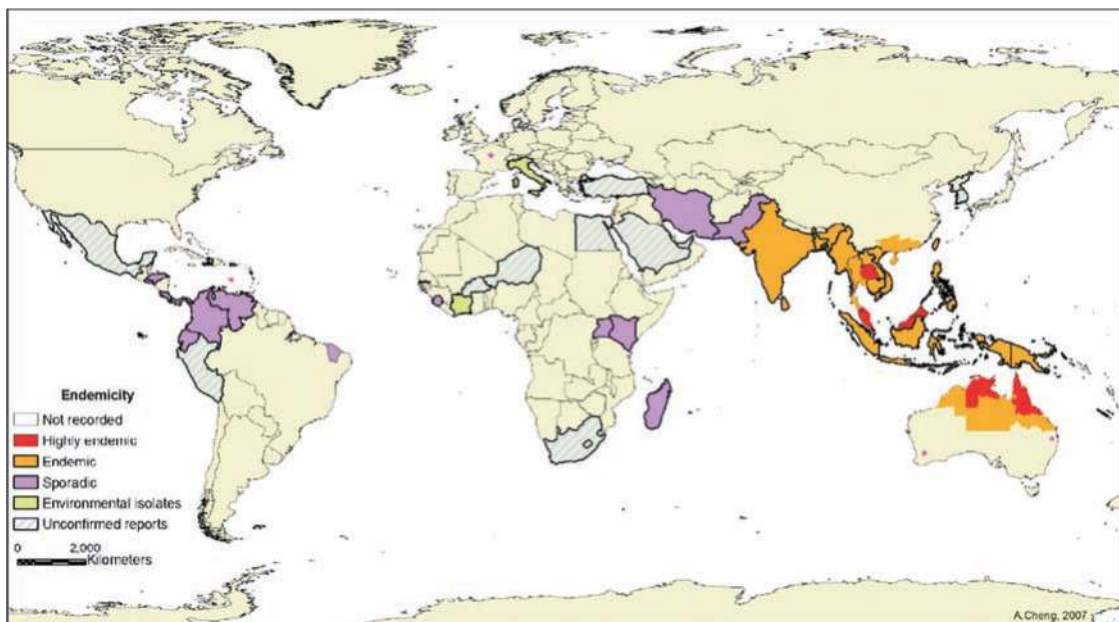 Endemicity
Not recorded
Highly endemic
Endemic
Sporadic
Environmental isolates
Unconfirmed reports
0 2,000
Kilometers
A.Cheng, 2007